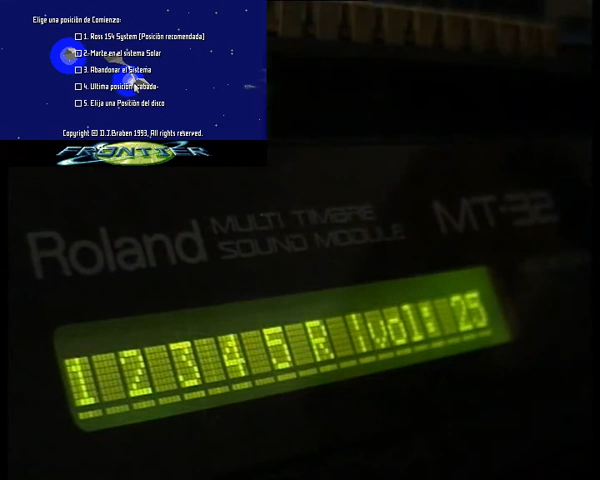 Elige una posición de Comienzo:
1. Ross 154 System (Posición recomendada)
2. Marte en el sistema Solar
3. Abandonar el Sistema
4. Ultima posición grabada
5. Elija una Posición del disco
Copyright © D.J.Braben 1993, All rights reserved.
FRONTIER
Roland
MULTI TIMBRE
SOUND MODULE
MT-32
1 2 3 4 5 R |vol: 25